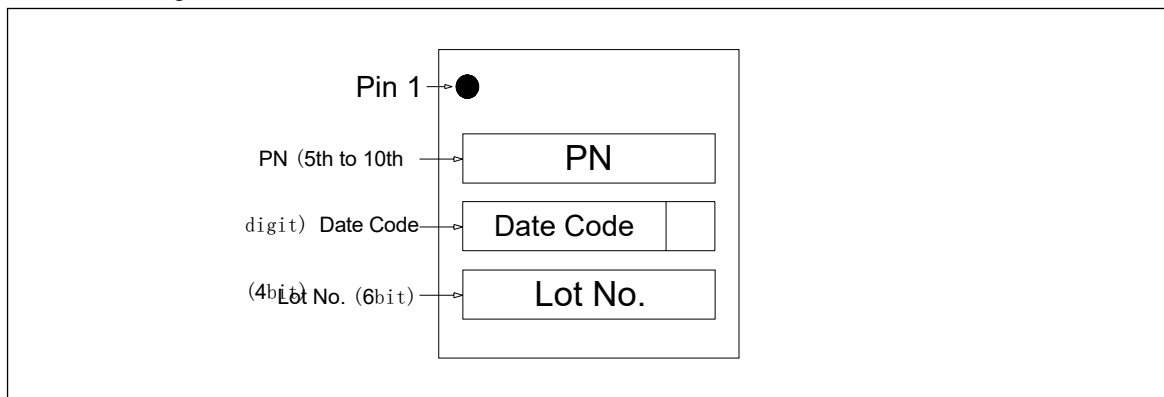 Pin 1
PN (5th to 10th
PN
digit) Date Code
Date Code
(4bit)
Lot No. (6bit)
Lot No.